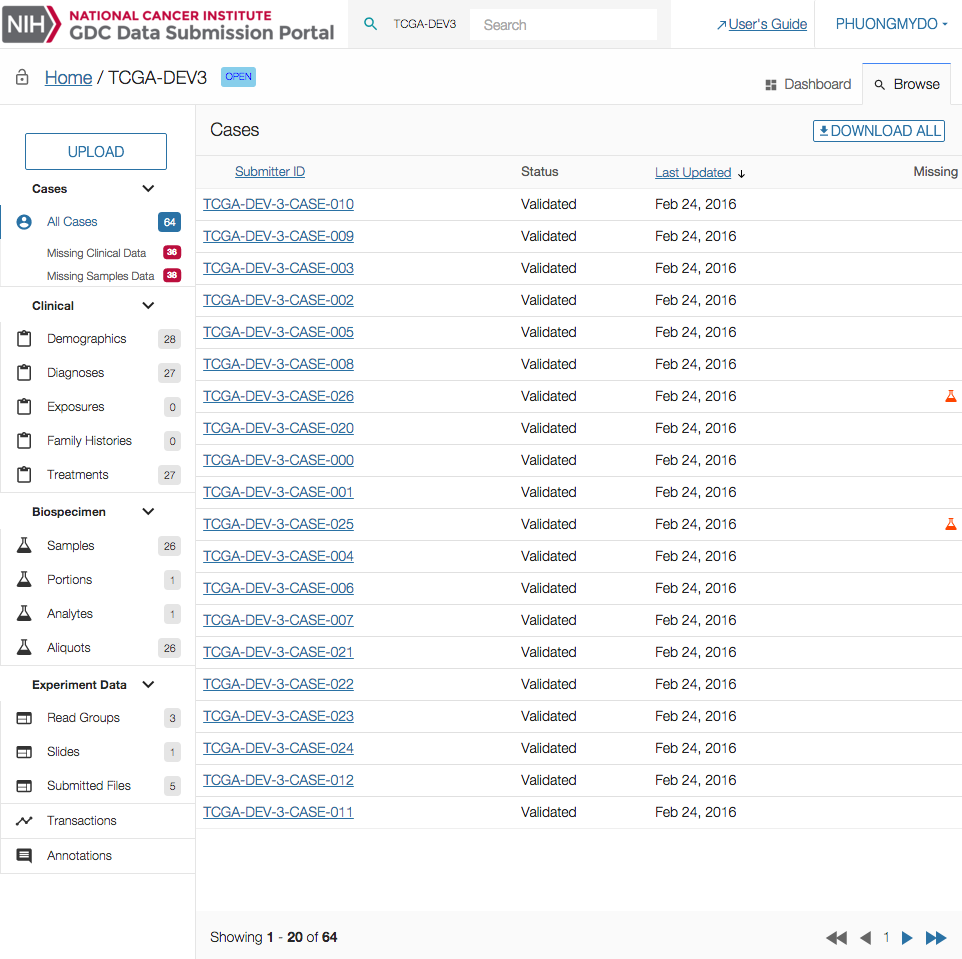 NIH NATIONAL CANCER INSTITUTE
GDC Data Submission Portal
TCGA-DEV3
Search
User's Guide
PHUONGMYDO
Home / TCGA-DEV3 OPEN
Dashboard
Browse
UPLOAD
Cases
All Cases 64
Missing Clinical Data 36
Missing Samples Data 38
Clinical
Demographics 28
Diagnoses 27
Exposures 0
Family Histories 0
Treatments 27
Biospecimen
Samples 26
Portions 1
Analytes 1
Aliquots 26
Experiment Data
Read Groups 3
Slides 1
Submitted Files 5
Transactions
Annotations
Cases
DOWNLOAD ALL
Submitter ID Status Last Updated Missing
TCGA-DEV-3-CASE-010 Validated Feb 24, 2016
TCGA-DEV-3-CASE-009 Validated Feb 24, 2016
TCGA-DEV-3-CASE-003 Validated Feb 24, 2016
TCGA-DEV-3-CASE-002 Validated Feb 24, 2016
TCGA-DEV-3-CASE-005 Validated Feb 24, 2016
TCGA-DEV-3-CASE-008 Validated Feb 24, 2016
TCGA-DEV-3-CASE-026 Validated Feb 24, 2016
TCGA-DEV-3-CASE-020 Validated Feb 24, 2016
TCGA-DEV-3-CASE-000 Validated Feb 24, 2016
TCGA-DEV-3-CASE-001 Validated Feb 24, 2016
TCGA-DEV-3-CASE-025 Validated Feb 24, 2016
TCGA-DEV-3-CASE-004 Validated Feb 24, 2016
TCGA-DEV-3-CASE-006 Validated Feb 24, 2016
TCGA-DEV-3-CASE-007 Validated Feb 24, 2016
TCGA-DEV-3-CASE-021 Validated Feb 24, 2016
TCGA-DEV-3-CASE-022 Validated Feb 24, 2016
TCGA-DEV-3-CASE-023 Validated Feb 24, 2016
TCGA-DEV-3-CASE-024 Validated Feb 24, 2016
TCGA-DEV-3-CASE-012 Validated Feb 24, 2016
TCGA-DEV-3-CASE-011 Validated Feb 24, 2016
Showing 1 - 20 of 64
1